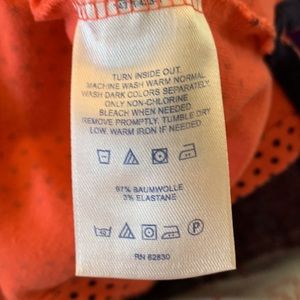 TURN INSIDE OUT.
MACHINE WASH WARM NORMAL.
WASH DARK COLORS SEPARATELY.
ONLY NON-CHLORINE
BLEACH WHEN NEEDED.
REMOVE PROMPTLY. TUMBLE DRY
LOW. WARM IRON IF NEEDED.
97% BAUMWOLLE
3% ELASTANE
40 P
RN 62830